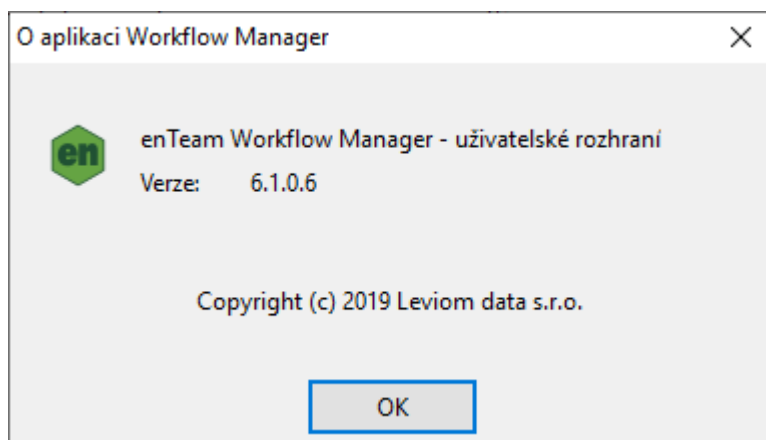 O aplikaci Workflow Manager
en
enTeam Workflow Manager - uživatelské rozhraní
Verze: 6.1.0.6
Copyright (c) 2019 Leviom data s.r.o.
OK